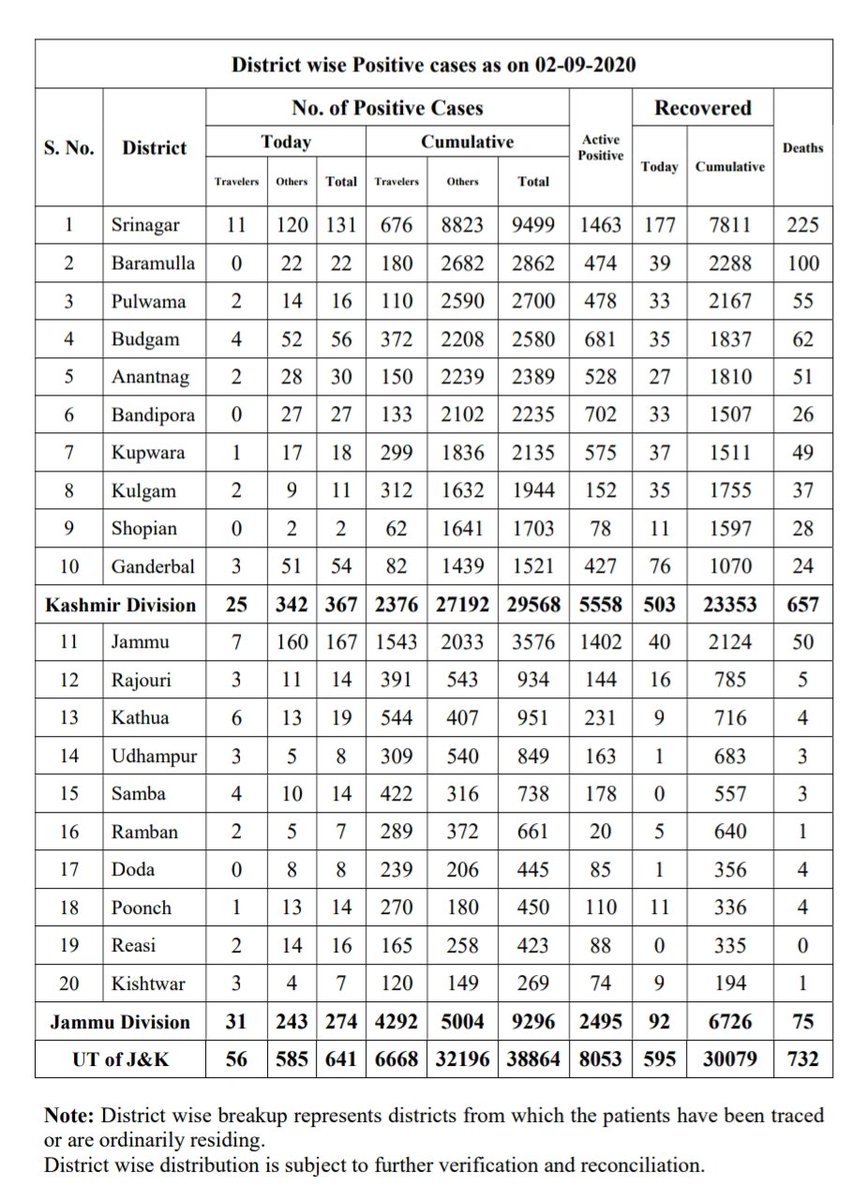 District wise Positive cases as on 02-09-2020
S. No. District No. of Positive Cases Active Positive Recovered Deaths
Today Cumulative Today Cumulative
Travelers Others Total Travelers Others Total
1 Srinagar 11 120 131 676 8823 9499 1463 177 7811 225
2 Baramulla 0 22 22 180 2682 2862 474 39 2288 100
3 Pulwama 2 14 16 110 2590 2700 478 33 2167 55
4 Budgam 4 52 56 372 2208 2580 681 35 1837 62
5 Anantnag 2 28 30 150 2239 2389 528 27 1810 51
6 Bandipora 0 27 27 133 2102 2235 702 33 1507 26
7 Kupwara 1 17 18 299 1836 2135 575 37 1511 49
8 Kulgam 2 9 11 312 1632 1944 152 35 1755 37
9 Shopian 0 2 2 62 1641 1703 78 11 1597 28
10 Ganderbal 3 51 54 82 1439 1521 427 76 1070 24
Kashmir Division 25 342 367 2376 27192 29568 5558 503 23353 657
11 Jammu 7 160 167 1543 2033 3576 1402 40 2124 50
12 Rajouri 3 11 14 391 543 934 144 16 785 5
13 Kathua 6 13 19 544 407 951 231 9 716 4
14 Udhampur 3 5 8 309 540 849 163 1 683 3
15 Samba 4 10 14 422 316 738 178 0 557 3
16 Ramban 2 5 7 289 372 661 20 5 640 1
17 Doda 0 8 8 239 206 445 85 1 356 4
18 Poonch 1 13 14 270 180 450 110 11 336 4
19 Reasi 2 14 16 165 258 423 88 0 335 0
20 Kishtwar 3 4 7 120 149 269 74 9 194 1
Jammu Division 31 243 274 4292 5004 9296 2495 92 6726 75
UT of J&K 56 585 641 6668 32196 38864 8053 595 30079 732
Note: District wise breakup represents districts from which the patients have been traced
or are ordinarily residing.
District wise distribution is subject to further verification and reconciliation.